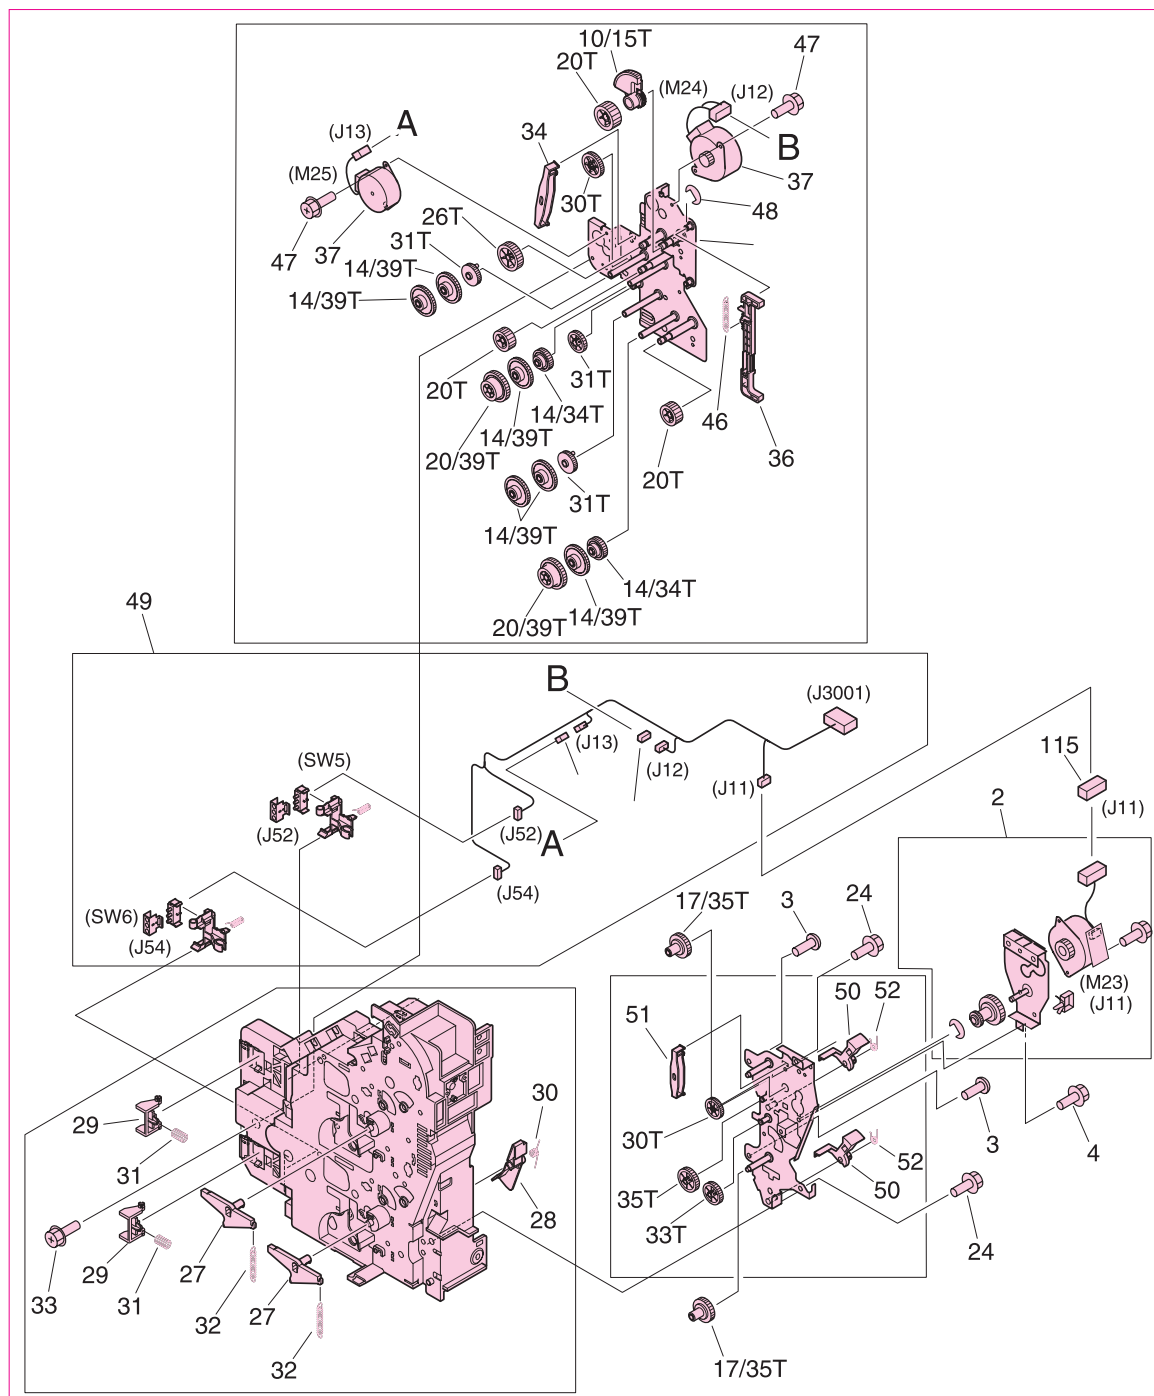 10/15T
47
20T
(M24)
(J12)
A
(J13)
34
B
(M25)
37
30T
48
26T
47
37
31T
14/39T
14/39T
20T
31T
14/34T
46
14/39T
36
20/39T
20T
31T
14/39T
14/34T
14/39T
20/39T
49
B
(J3001)
(J13)
(SW5)
(J12)
115
(J11)
(J11)
2
(J52)
(J52)
A
(J54)
17/35T
3
24
(SW6)
(J54)
(M23)
(J11)
50
52
51
30
29
3
30T
4
31
52
28
35T
50
33T
29
27
24
33
31
32
27
32
17/35T